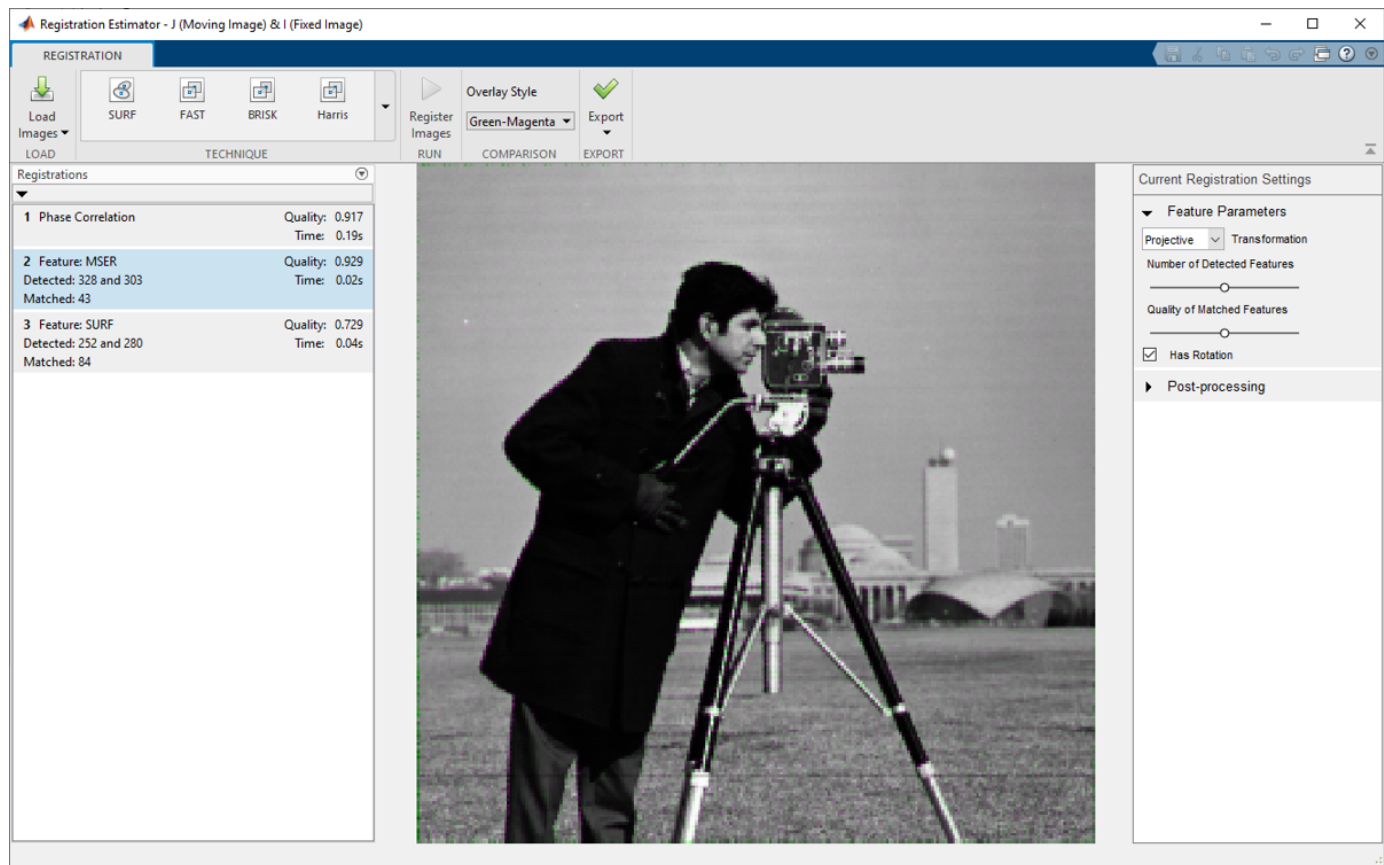 Registration Estimator - J (Moving Image) & I (Fixed Image)
REGISTRATION
Load
Images
SURF
FAST
BRISK
Harris
Register
Images
Overlay Style
Green-Magenta
Export
LOAD
TECHNIQUE
RUN
COMPARISON
EXPORT
Registrations
1 Phase Correlation
Quality: 0.917
Time: 0.19s
2 Feature: MSER
Quality: 0.929
Detected: 328 and 303
Time: 0.02s
Matched: 43
3 Feature: SURF
Quality: 0.729
Detected: 252 and 280
Time: 0.04s
Matched: 84
Current Registration Settings
Feature Parameters
Projective
Transformation
Number of Detected Features
Quality of Matched Features
Has Rotation
Post-processing